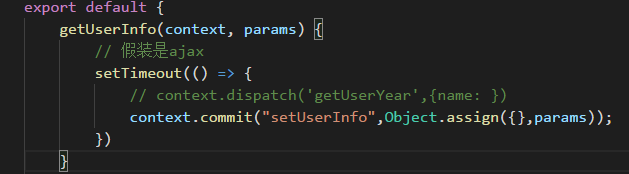 export default {
    getUserInfo(context, params) {
        // 假装是ajax
        setTimeout(() => {
            // context.dispatch('getUserYear',{name: })
            context.commit("setUserInfo",Object.assign({},params));
        })
    }